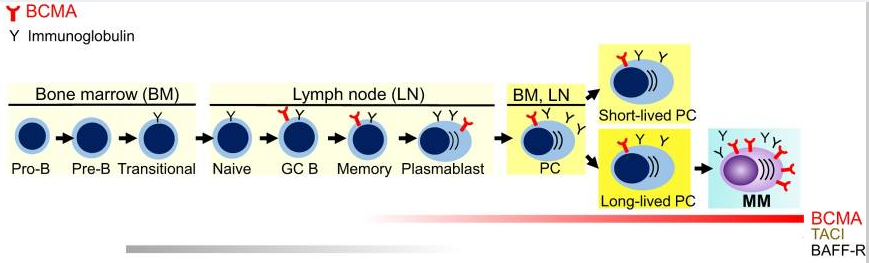 BCMA
Y Immunoglobulin
Bone marrow (BM)
Lymph node (LN)
BM, LN
Pro-B
Pre-B
Transitional
Naive
GC B
Memory
Plasmablast
PC
Short-lived PC
Long-lived PC
MM
BCMA
TACI
BAFF-R